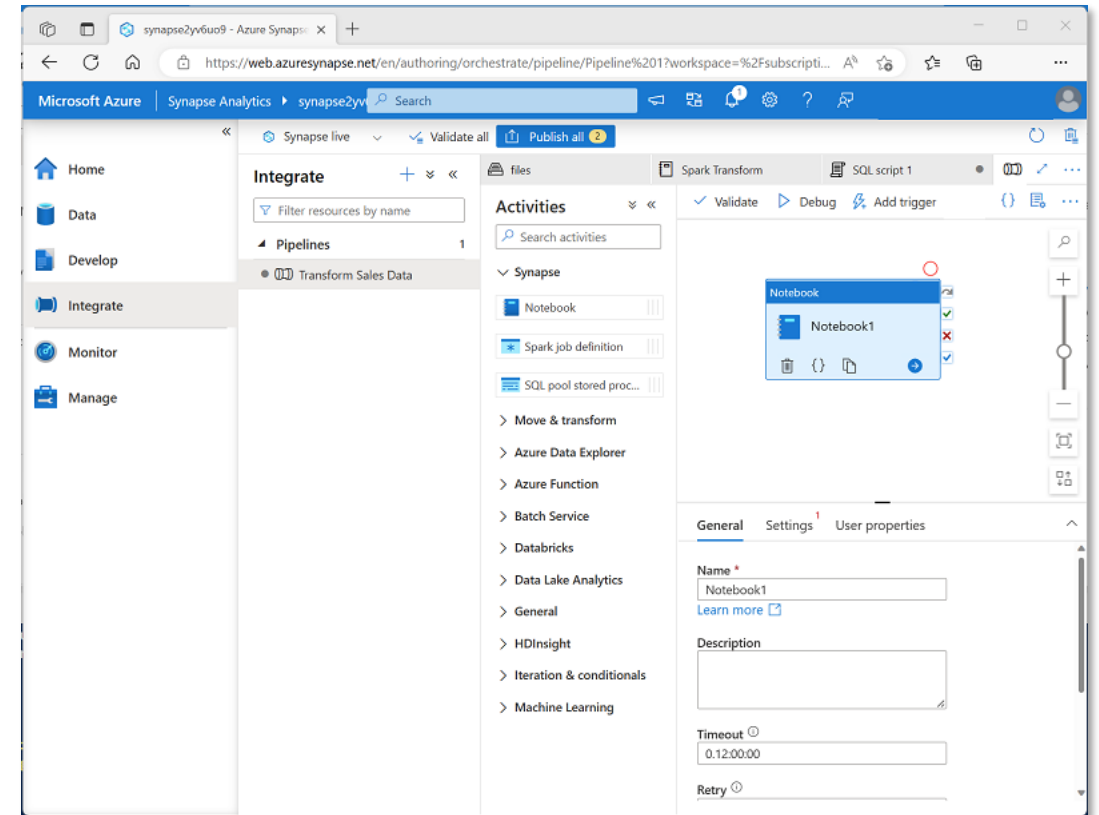 synapse2yv6uo9 - Azure Synaps
https://web.azuresynapse.net/en/authoring/orchestrate/pipeline/Pipeline%201?workspace=%2Fsubscripti...
Microsoft Azure
Synapse Analytics
synapse2yv
Search
1
Synapse live
Validate all
Publish all
2
Home
Data
Develop
Integrate
Monitor
Manage
Integrate
Filter resources by name
Pipelines
1
Transform Sales Data
files
Spark Transform
SQL script 1
Activities
Search activities
Synapse
Notebook
Spark job definition
SQL pool stored proc...
Move & transform
Azure Data Explorer
Azure Function
Batch Service
Databricks
Data Lake Analytics
General
HDInsight
Iteration & conditionals
Machine Learning
Validate
Debug
Add trigger
Notebook
Notebook1
General
Settings 1
User properties
Name *
Notebook1
Learn more
Description
Timeout
0.12:00:00
Retry